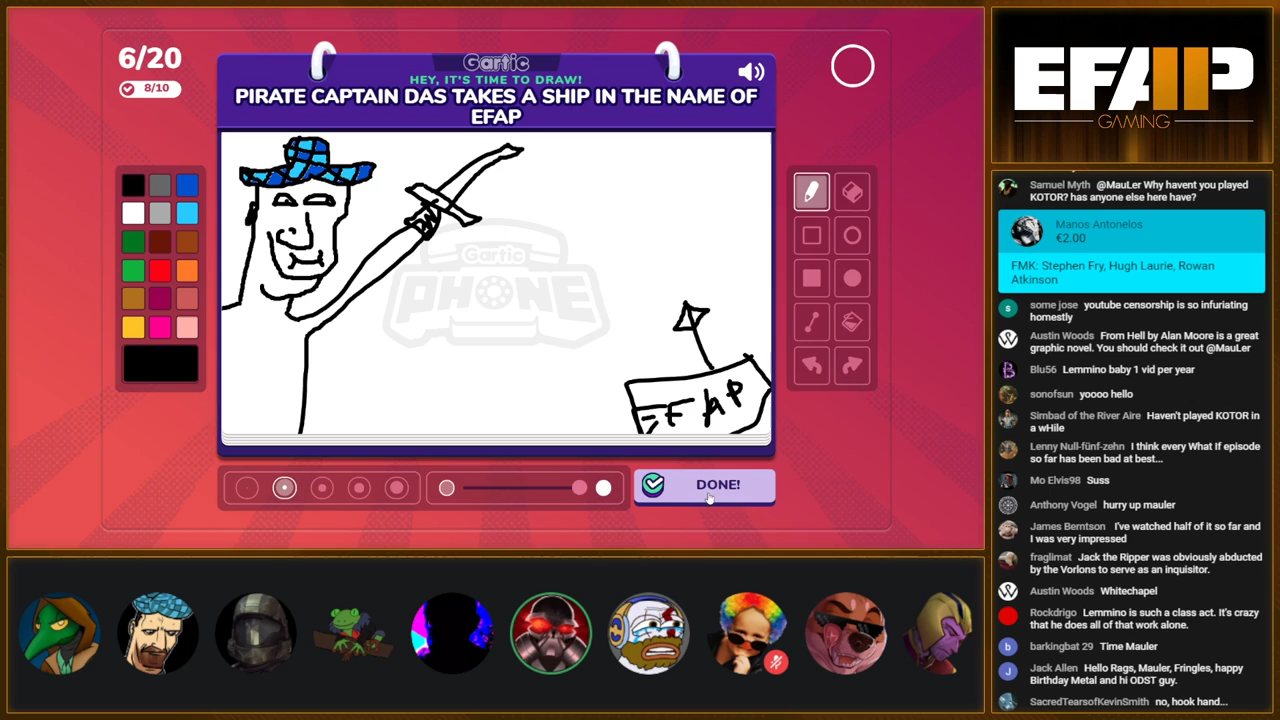 6/20
8/10
Gartic
HEY, IT'S TIME TO DRAW!
PIRATE CAPTAIN DAS TAKES A SHIP IN THE NAME OF
EFAP
Gartic
PHONE
EFAP
DONE!
EFAP
GAMING
Samuel Myth @MauLer Why havent you played
KOTOR? has anyone else here have?
Manos Antonelos
€2.00
FMK: Stephen Fry, Hugh Laurie, Rowan
Atkinson
some jose youtube censorship is so infuriating
homestly
Austin Woods From Hell by Alan Moore is a great
graphic novel. You should check it out @MauLer
Blu56 Lemmino baby 1 vid per year
sonofsun yoooo hello
Simbad of the River Aire Haven't played KOTOR in
a wHile
Lenny Null-fünf-zehn I think every What If episode
so far has been bad at best...
Mo Elvis98 Suss
Anthony Vogel hurry up mauler
James Berntson I've watched half of it so far and
I was very impressed
fraglimat Jack the Ripper was obviously abducted
by the Vorlons to serve as an inquisitor.
Austin Woods Whitechapel
Rockdrigo Lemmino is such a class act. It's crazy
that he does all of that work alone.
barkingbat 29 Time Mauler
Jack Allen Hello Rags, Mauler, Fringles, happy
Birthday Metal and hi ODST guy.
SacredTearsofKevinSmith no, hook hand...